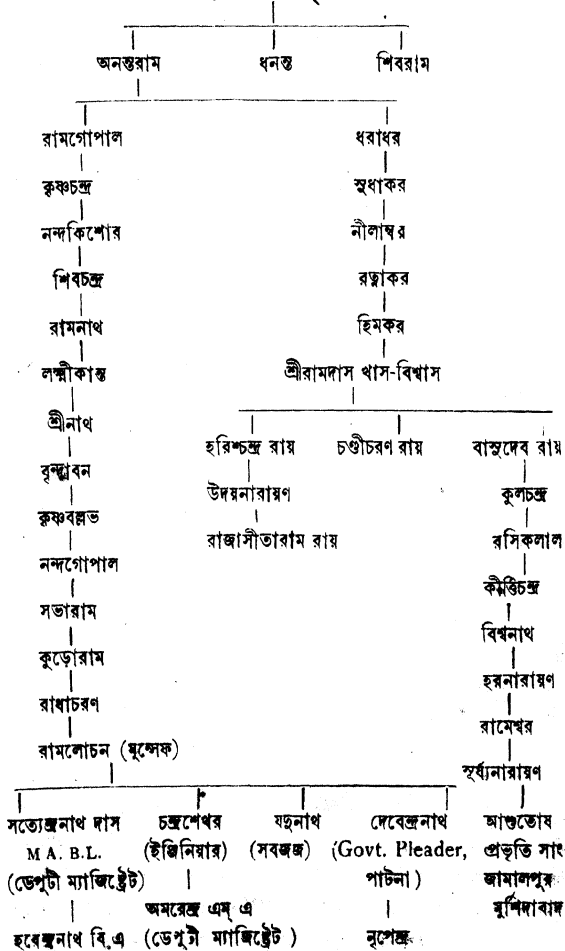 অনন্তরাম ধনন্ত শিবরাম
রামগোপাল ধরাধর
কৃষ্ণচন্দ্র সুধাকর
নন্দকিশোর নীলাম্বর
শিবচন্দ্র রত্নাকর
রামনাথ হিমকর
লক্ষ্মীকান্ত শ্রীরামদাস খাস-বিশ্বাস
শ্রীনাথ
হরিশ্চন্দ্র রায় চণ্ডীচরণ রায় বাসুদেব রায়
বৃন্দাবন উদয়নারায়ণ কুলচন্দ্র
কৃষ্ণবল্লভ
রাজাসীতারাম রায় রসিকলাল
নন্দগোপাল
কীর্ত্তিচন্দ্র
সভারাম
বিশ্বনাথ
কুড়োরাম
হরনারায়ণ
রাধাচরণ
রামেশ্বর
রামলোচন (মুন্সেফ)
সূর্য্যনারায়ণ
সত্যেন্দ্রনাথ দাস চন্দ্রশেখর যদুনাথ দেবেন্দ্রনাথ আশুতোষ
M A. B.L. (ইঞ্জিনিয়ার) (সবজজ) (Govt. Pleader, প্রভৃতি সাং
(ডেপুটী ম্যাজিষ্ট্রেট) পাটনা) জামালপুর
অমরেন্দ্র এম্ এ মুর্শিদাবাদ
হরেন্দ্রনাথ বি,এ (ডেপুটী ম্যাজিষ্ট্রেট) নৃপেন্দ্র